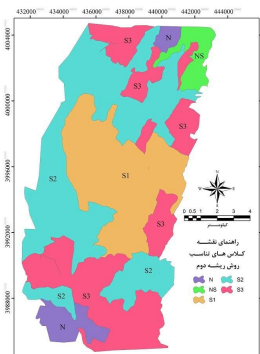 432000 434000 436000 438000 440000 442000 444000
4004000
4000000
3996000
3992000
3988000
S3
N
NS
S3
S3
S2
S1
S3
S2
S2
S3
N
0 0.5 1 2 3 4
کیلومتر
راهنمای نقشه
کلاس های تناسب
روش ریشه دوم
N S2
NS S3
S1